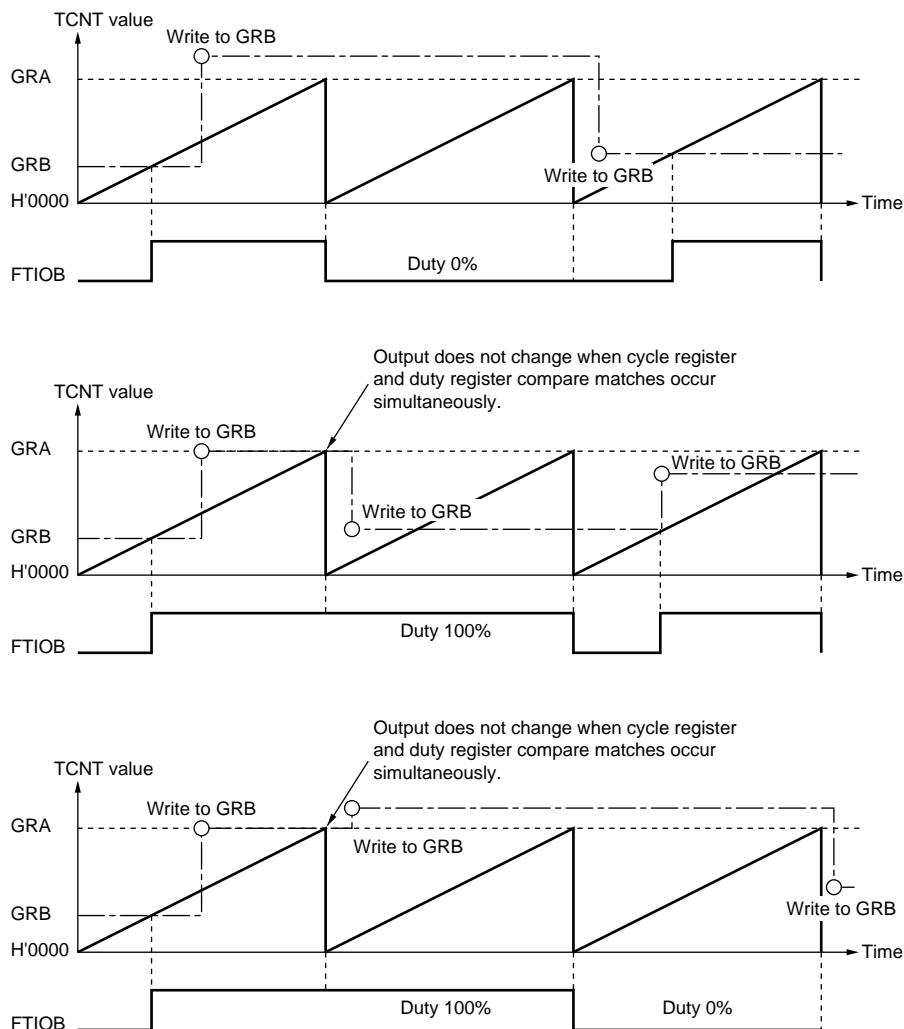 TCNT value
Write to GRB
GRA
GRB
Write to GRB
H'0000
Time
Duty 0%
FTIOB
Output does not change when cycle register
and duty register compare matches occur
simultaneously.
TCNT value
Write to GRB
GRA
Write to GRB
Write to GRB
GRB
H'0000
Time
Duty 100%
FTIOB
Output does not change when cycle register
and duty register compare matches occur
simultaneously.
TCNT value
Write to GRB
GRA
Write to GRB
GRB
Write to GRB
H'0000
Time
Duty 100%
Duty 0%
FTIOB